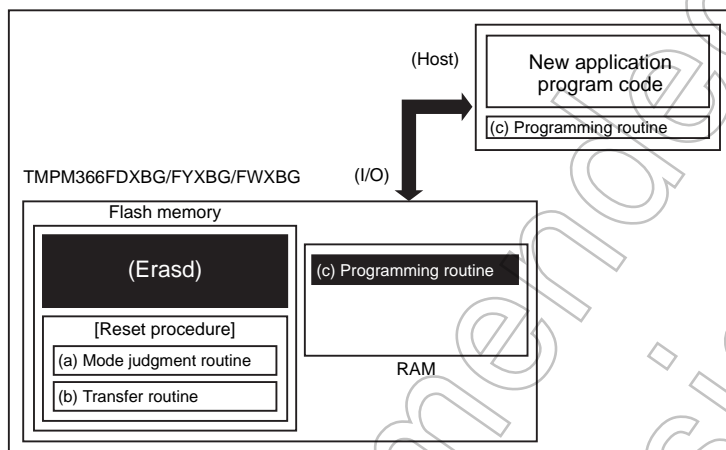 (Host)
New application
program code
(c) Programming routine
(I/O)
TMPM366FDXBG/FYXBG/FWXBG
Flash memory
(Erasd)
(c) Programming routine
[Reset procedure]
(a) Mode judgment routine
(b) Transfer routine
RAM